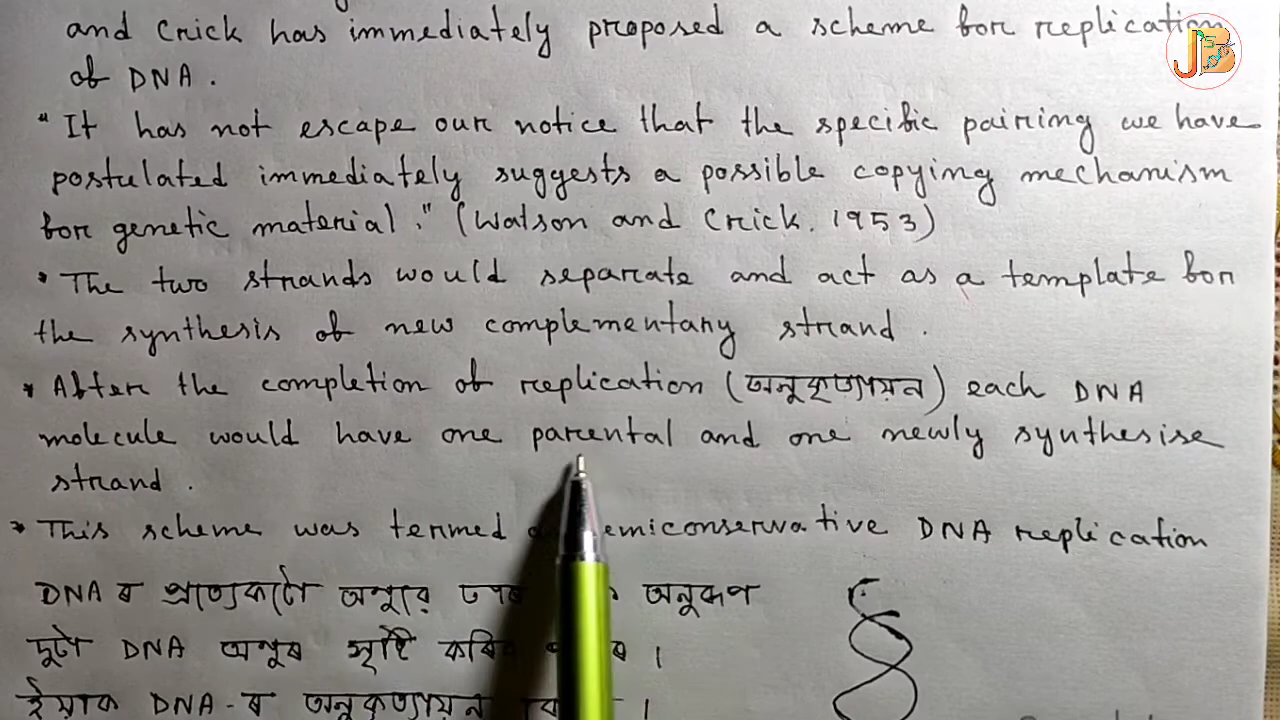 and Crick has immediately proposed a scheme for replication
of DNA.
"It has not escape our notice that the specific pairing we have
postulated immediately suggests a possible copying mechanism
for genetic material." (Watson and Crick. 1953)
* The two strands would separate and act as a template for
the synthesis of new complementary strand.
* After the completion of replication (অনুকৃত্যায়ন) each DNA
molecule would have one parental and one newly synthesise
strand.
* This scheme was termed semiconservative DNA replication
DNA ৰ প্ৰত্যেকটো অণুৱে অনুৰূপ
দুটা DNA অণুৰ সৃষ্টি কৰিব
ইয়াক DNA-ৰ অনুকৃত্যায়ন
JB